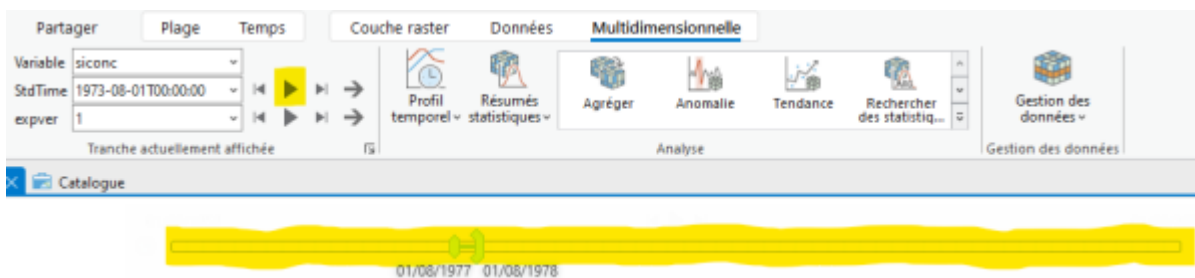 Partager Plage Temps Couche raster Données Multidimensionnelle
Variable siconc
StdTime 1973-08-01T00:00:00
expver 1
Profil temporel
Résumés statistiques
Agréger
Anomalie
Tendance
Rechercher des statistiq...
Gestion des données
Tranche actuellement affichée
Analyse
Gestion des données
Catalogue
01/08/1977 01/08/1978